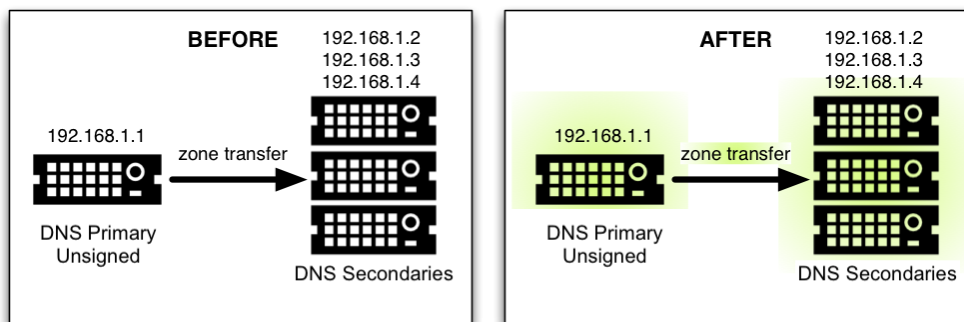 BEFORE
192.168.1.2
192.168.1.3
192.168.1.4
192.168.1.1
zone transfer
DNS Primary
Unsigned
DNS Secondaries
AFTER
192.168.1.2
192.168.1.3
192.168.1.4
192.168.1.1
zone transfer
DNS Primary
Unsigned
DNS Secondaries